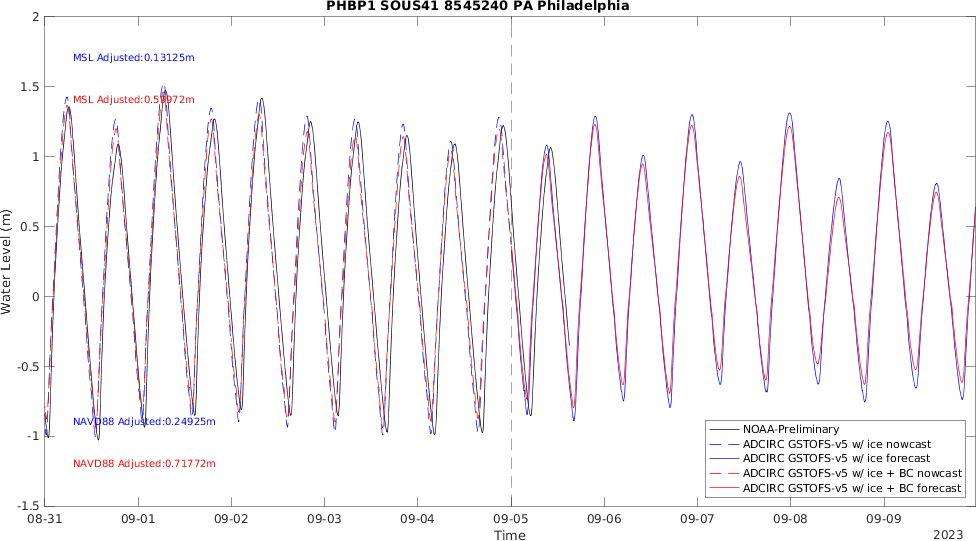 PHBP1 SOUS41 8545240 PA Philadelphia
2
1.5
1
0.5
0
-0.5
-1
-1.5
Water Level (m)
MSL Adjusted:0.13125m
MSL Adjusted:0.59972m
NAVD88 Adjusted:0.24925m
NAVD88 Adjusted:0.71772m
NOAA-Preliminary
ADCIRC GSTOFS-v5 w/ ice nowcast
ADCIRC GSTOFS-v5 w/ ice forecast
ADCIRC GSTOFS-v5 w/ ice + BC nowcast
ADCIRC GSTOFS-v5 w/ ice + BC forecast
08-31 09-01 09-02 09-03 09-04 09-05 09-06 09-07 09-08 09-09
Time
2023